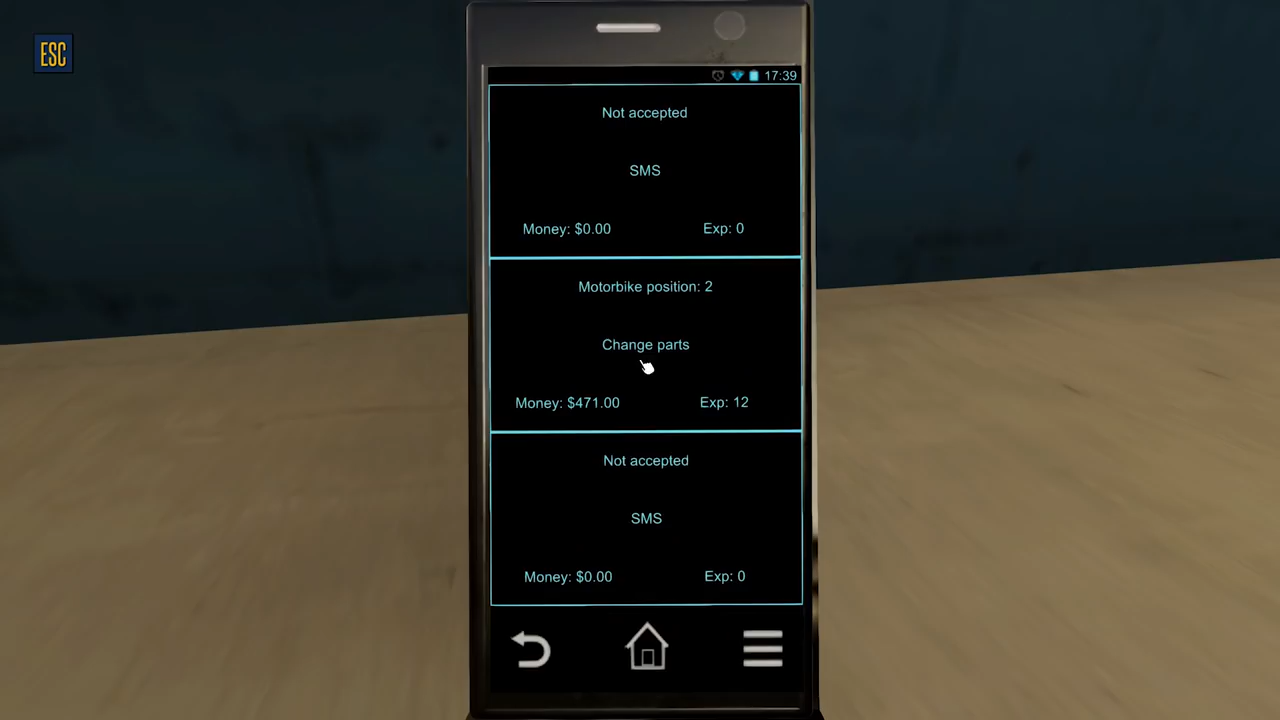 ESC
17:39
Not accepted
SMS
Money: $0.00 Exp: 0
Motorbike position: 2
Change parts
Money: $471.00 Exp: 12
Not accepted
SMS
Money: $0.00 Exp: 0